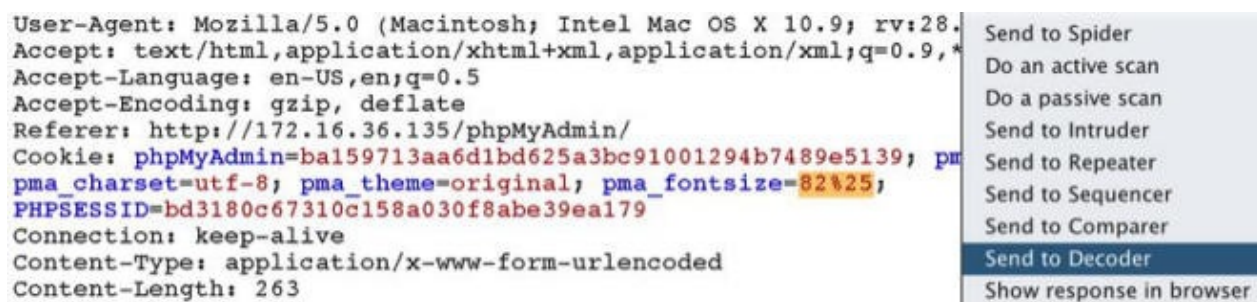 User-Agent: Mozilla/5.0 (Macintosh; Intel Mac OS X 10.9; rv:28.
Accept: text/html,application/xhtml+xml,application/xml;q=0.9,*
Accept-Language: en-US,en;q=0.5
Accept-Encoding: gzip, deflate
Referer: http://172.16.36.135/phpMyAdmin/
Cookie: phpMyAdmin=ba159713aa6d1bd625a3bc91001294b7489e5139; pm
pma_charset=utf-8; pma_theme=original; pma_fontsize=82%25;
PHPSESSID=bd3180c67310c158a030f8abe39ea179
Connection: keep-alive
Content-Type: application/x-www-form-urlencoded
Content-Length: 263
Send to Spider
Do an active scan
Do a passive scan
Send to Intruder
Send to Repeater
Send to Sequencer
Send to Comparer
Send to Decoder
Show response in browser